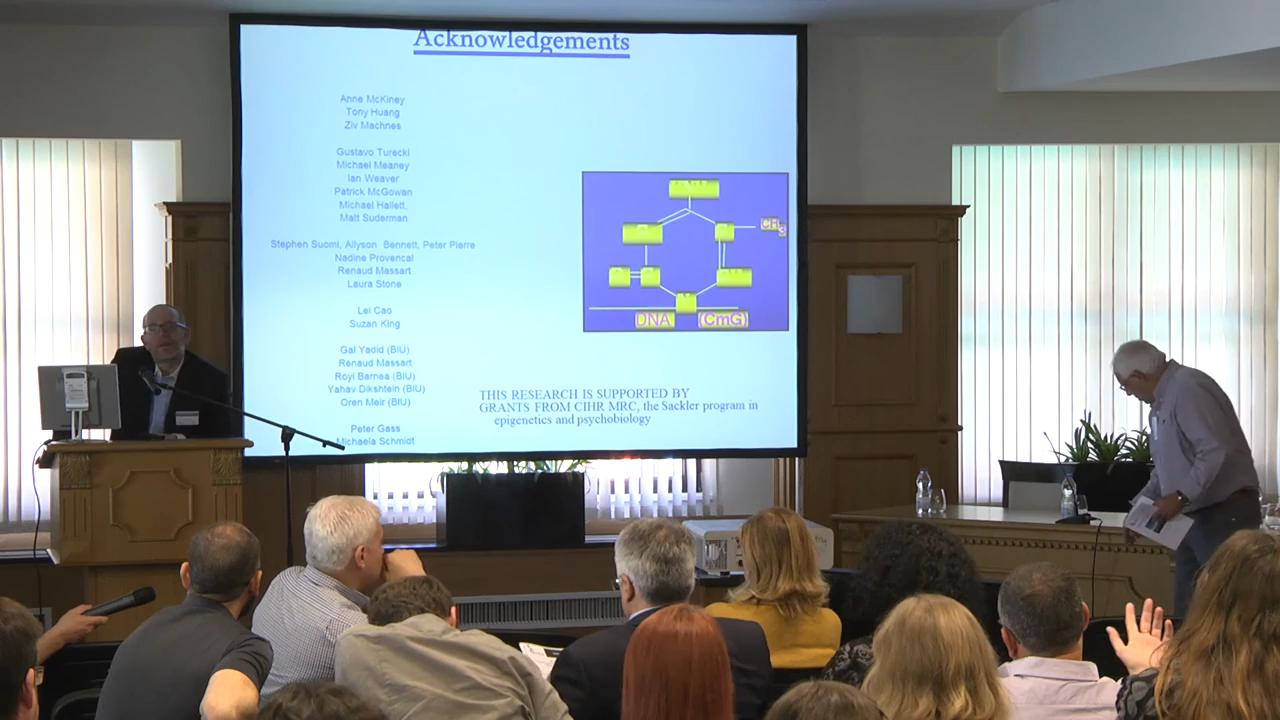 Acknowledgements
Anne McKiney
Tony Huang
Ziv Machnes
Gustavo Turecki
Michael Meaney
Ian Weaver
Patrick McGowan
Michael Hallett,
Matt Suderman
Stephen Suomi, Allyson Bennett, Peter Pierre
Nadine Provencal
Renaud Massart
Laura Stone
Lei Cao
Suzan King
Gal Yadid (BIU)
Renaud Massart
Royi Barnea (BIU)
Yahav Dikshtein (BIU)
Oren Meir (BIU)
Peter Gass
Michaela Schmidt
CH3
DNA (CmG)
THIS RESEARCH IS SUPPORTED BY
GRANTS FROM CIHR MRC, the Sackler program in
epigenetics and psychobiology